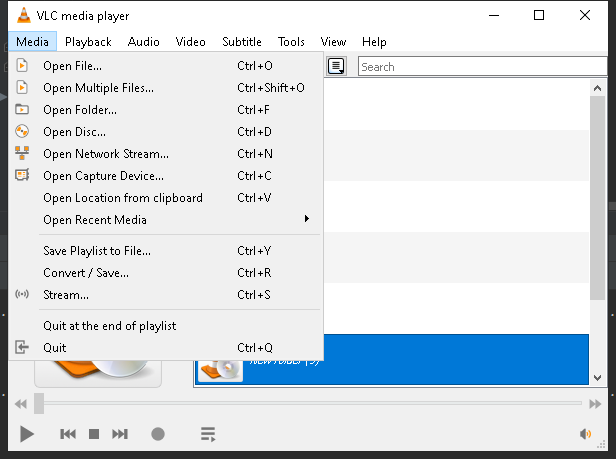 VLC media player
Media Playback Audio Video Subtitle Tools View Help
Open File... Ctrl+O
Search
Open Multiple Files... Ctrl+Shift+O
Open Folder... Ctrl+F
Open Disc... Ctrl+D
Open Network Stream... Ctrl+N
Open Capture Device... Ctrl+C
Open Location from clipboard Ctrl+V
Open Recent Media
Save Playlist to File... Ctrl+Y
Convert / Save... Ctrl+R
Stream... Ctrl+S
Quit at the end of playlist
Quit Ctrl+Q